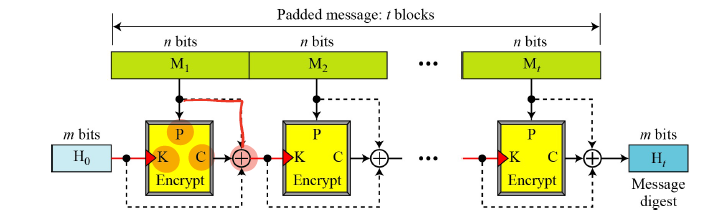 Padded message: t blocks
n bits n bits n bits
M1 M2 ••• Mt
m bits P P P m bits
H0 K C K C ••• K C Ht
Encrypt Encrypt Encrypt Message
digest